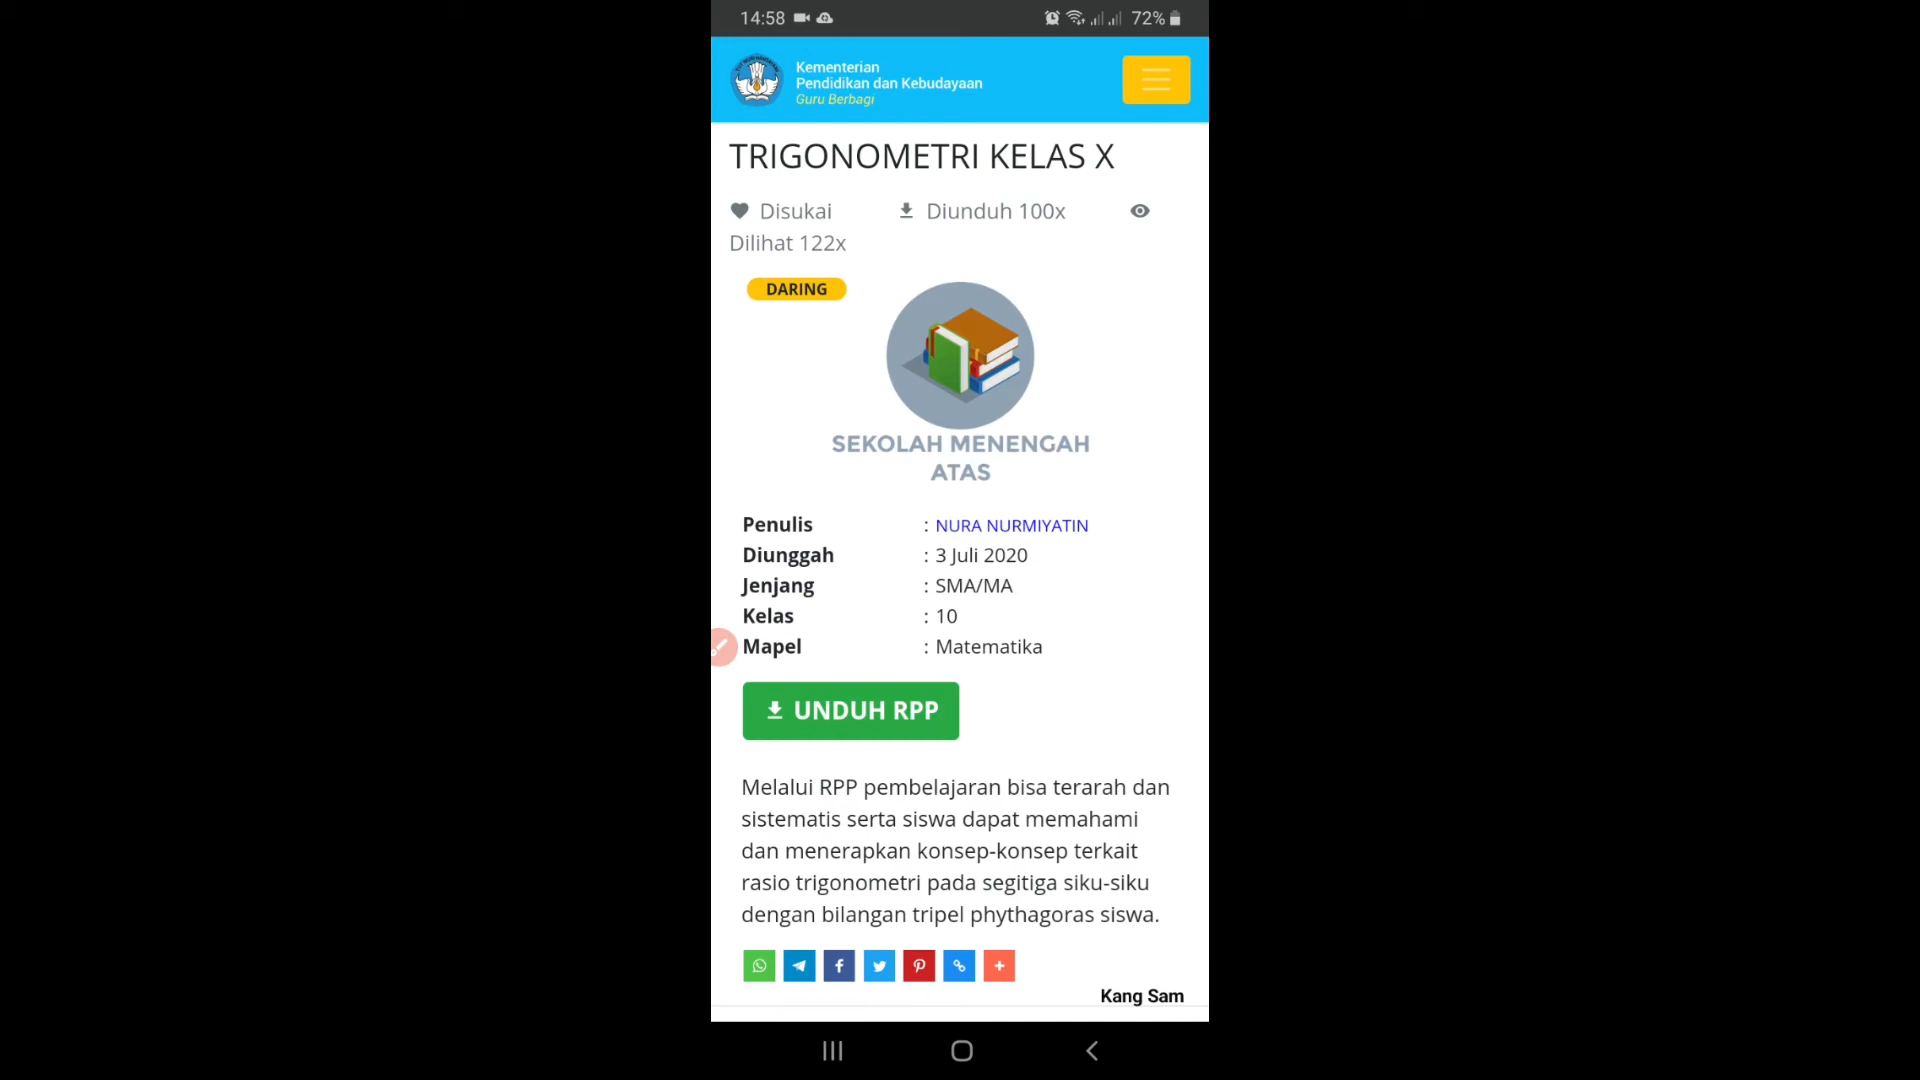 14:58
72%
Kementerian
Pendidikan dan Kebudayaan
Guru Berbagi
TRIGONOMETRI KELAS X
Disukai Diunduh 100x
Dilihat 122x
DARING
SEKOLAH MENENGAH
ATAS
Penulis : NURA NURMIYATIN
Diunggah : 3 Juli 2020
Jenjang : SMA/MA
Kelas : 10
Mapel : Matematika
UNDUH RPP
Melalui RPP pembelajaran bisa terarah dan
sistematis serta siswa dapat memahami
dan menerapkan konsep-konsep terkait
rasio trigonometri pada segitiga siku-siku
dengan bilangan tripel phythagoras siswa.
Kang Sam